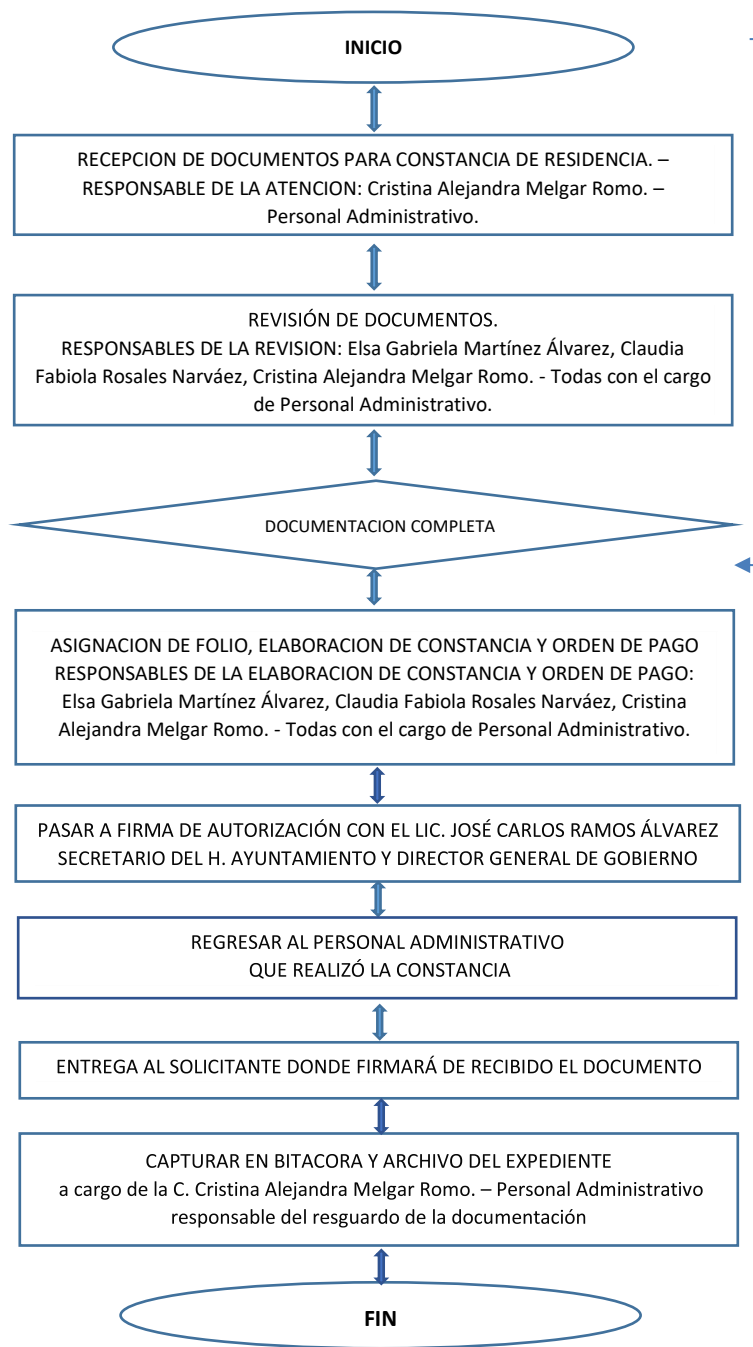 INICIO
RECEPCION DE DOCUMENTOS PARA CONSTANCIA DE RESIDENCIA. –
RESPONSABLE DE LA ATENCION: Cristina Alejandra Melgar Romo. –
Personal Administrativo.
REVISIÓN DE DOCUMENTOS.
RESPONSABLES DE LA REVISION: Elsa Gabriela Martínez Álvarez, Claudia
Fabiola Rosales Narváez, Cristina Alejandra Melgar Romo. - Todas con el cargo
de Personal Administrativo.
DOCUMENTACION COMPLETA
ASIGNACION DE FOLIO, ELABORACION DE CONSTANCIA Y ORDEN DE PAGO
RESPONSABLES DE LA ELABORACION DE CONSTANCIA Y ORDEN DE PAGO:
Elsa Gabriela Martínez Álvarez, Claudia Fabiola Rosales Narváez, Cristina
Alejandra Melgar Romo. - Todas con el cargo de Personal Administrativo.
PASAR A FIRMA DE AUTORIZACIÓN CON EL LIC. JOSÉ CARLOS RAMOS ÁLVAREZ
SECRETARIO DEL H. AYUNTAMIENTO Y DIRECTOR GENERAL DE GOBIERNO
REGRESAR AL PERSONAL ADMINISTRATIVO
QUE REALIZÓ LA CONSTANCIA
ENTREGA AL SOLICITANTE DONDE FIRMARÁ DE RECIBIDO EL DOCUMENTO
CAPTURAR EN BITACORA Y ARCHIVO DEL EXPEDIENTE
a cargo de la C. Cristina Alejandra Melgar Romo. – Personal Administrativo
responsable del resguardo de la documentación
FIN